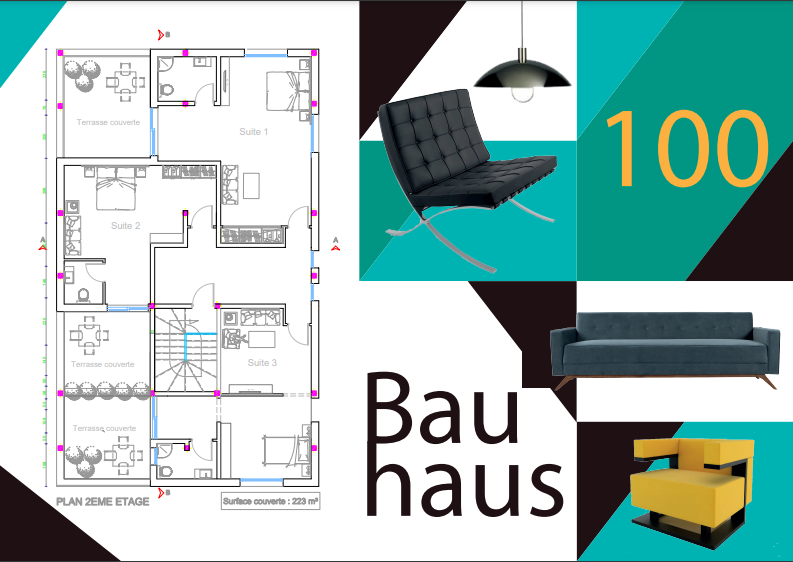 B
Terrasse couverte
Suite 1
Suite 2
A
A
Terrasse couverte
Suite 3
Terrasse couverte
B
PLAN 2EME ETAGE
Surface couverte : 223 m²
100
Bau
haus